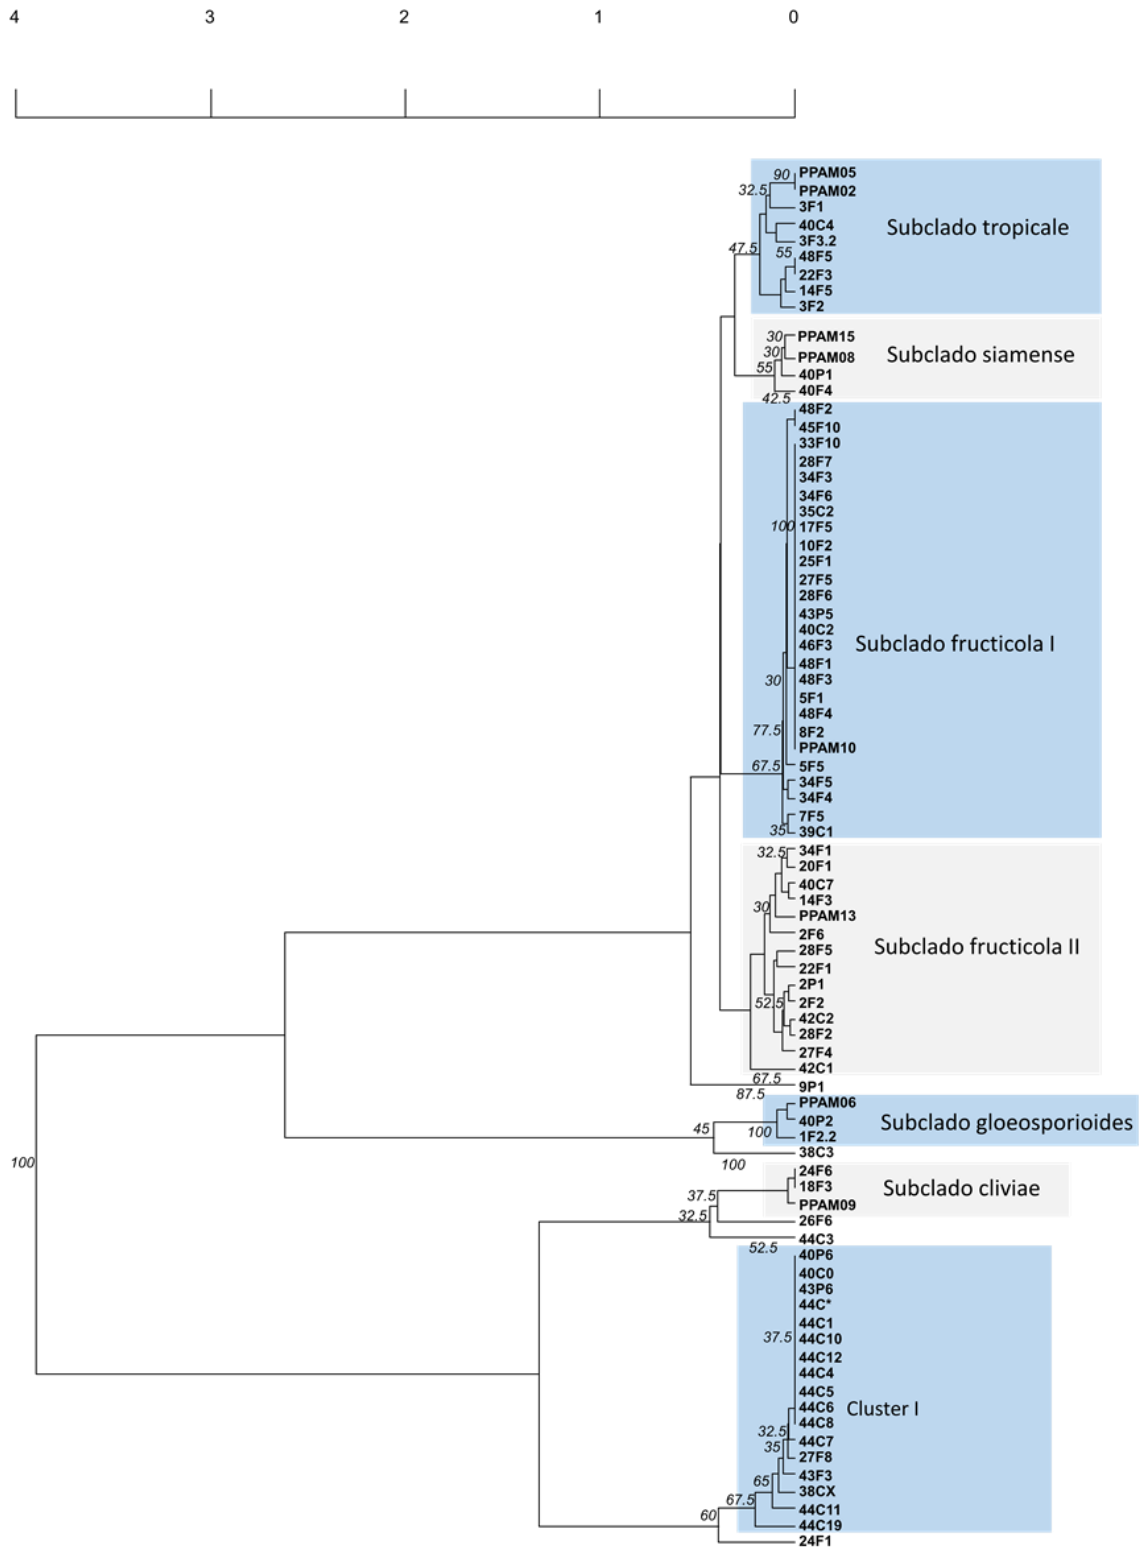 4 3 2 1 0
90 PPAM05
32.5 PPAM02
3F1
40C4
Subclado tropicale
3F3.2
47.5 55
48F5
22F3
14F5
3F2
30 PPAM15
30 PPAM08
Subclado siamense
55 40P1
40F4
42.5
48F2
45F10
33F10
28F7
34F3
34F6
35C2
100 17F5
10F2
25F1
27F5
28F6
43P5
40C2
46F3
Subclado fructicola I
48F1
30 48F3
5F1
48F4
77.5 8F2
PPAM10
67.5 5F5
34F5
34F4
7F5
35 39C1
32.5 34F1
20F1
40C7
14F3
30 PPAM13
2F6
Subclado fructicola II
28F5
22F1
2P1
52.5 2F2
42C2
28F2
27F4
42C1
67.5
9P1
87.5
PPAM06
40P2
Subclado gloeosporioides
45 100 1F2.2
38C3
100
100
24F6
18F3
Subclado cliviae
37.5 PPAM09
32.5 26F6
44C3
52.5
40P6
40C0
43P6
44C*
44C1
37.5 44C10
44C12
44C4
44C5
44C6
Cluster I
44C8
32.5 44C7
35 27F8
43F3
65 38CX
67.5 44C11
60 44C19
24F1